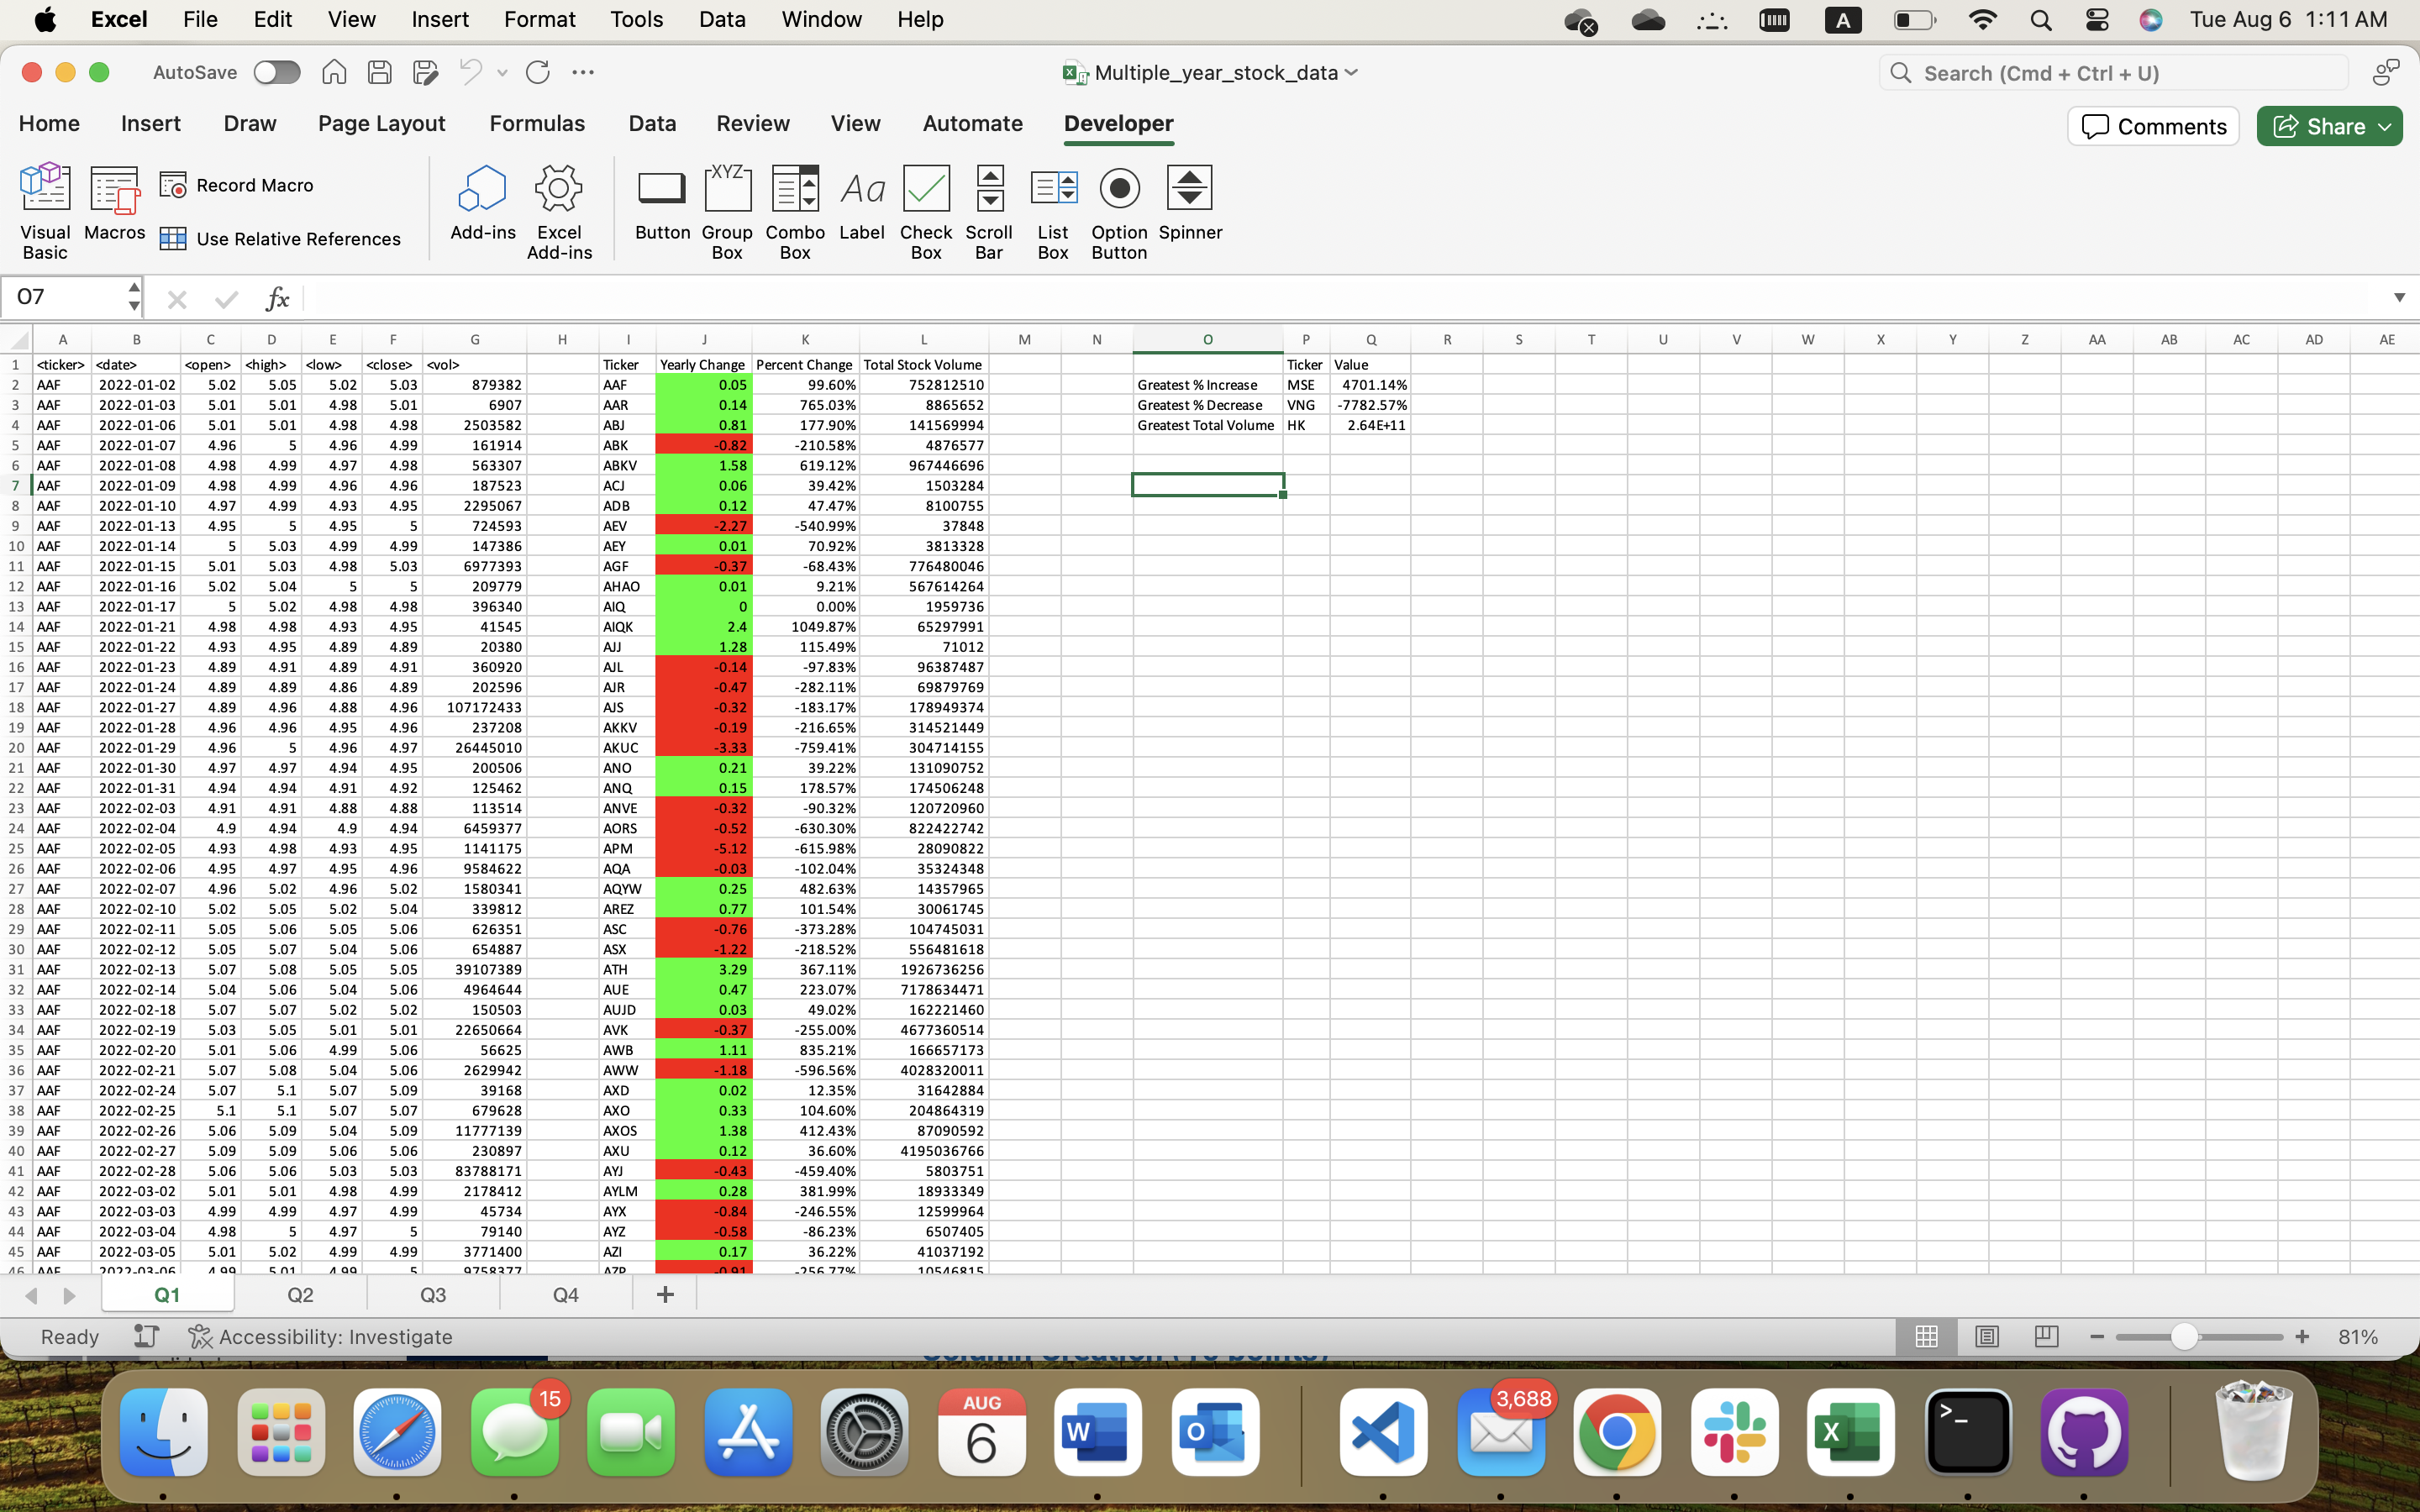 Excel File Edit View Insert Format Tools Data Window Help A Tue Aug 6 1:11 AM
AutoSave Multiple_year_stock_data Search (Cmd + Ctrl + U)
Home Insert Draw Page Layout Formulas Data Review View Automate Developer Comments Share
Visual Basic Macros Record Macro Use Relative References Add-ins Excel Add-ins XYZ Button Group Box Combo Box Aa Label Check Box Scroll Bar List Box Option Button Spinner
O7 fx
A B C D E F G H I J K L M N O P Q R S T U V W X Y Z AA AB AC AD AE
1 <ticker> <date> <open> <high> <low> <close> <vol> Ticker Yearly Change Percent Change Total Stock Volume Ticker Value
2 AAF 2022-01-02 5.02 5.05 5.02 5.03 879382 AAF 0.05 99.60% 752812510 Greatest % Increase MSE 4701.14%
3 AAF 2022-01-03 5.01 5.01 4.98 5.01 6907 AAR 0.14 765.03% 8865652 Greatest % Decrease VNG -7782.57%
4 AAF 2022-01-06 5.01 5.01 4.98 4.98 2503582 ABJ 0.81 177.90% 141569994 Greatest Total Volume HK 2.64E+11
5 AAF 2022-01-07 4.96 5 4.96 4.99 161914 ABK -0.82 -210.58% 4876577
6 AAF 2022-01-08 4.98 4.99 4.97 4.98 563307 ABKV 1.58 619.12% 967446696
7 AAF 2022-01-09 4.98 4.99 4.96 4.96 187523 ACJ 0.06 39.42% 1503284
8 AAF 2022-01-10 4.97 4.99 4.93 4.95 2295067 ADB 0.12 47.47% 8100755
9 AAF 2022-01-13 4.95 5 4.95 5 724593 AEV -2.27 -540.99% 37848
10 AAF 2022-01-14 5 5.03 4.99 4.99 147386 AEY 0.01 70.92% 3813328
11 AAF 2022-01-15 5.01 5.03 4.98 5.03 6977393 AGF -0.37 -68.43% 776480046
12 AAF 2022-01-16 5.02 5.04 5 5 209779 AHAO 0.01 9.21% 567614264
13 AAF 2022-01-17 5 5.02 4.98 4.98 396340 AIQ 0 0.00% 1959736
14 AAF 2022-01-21 4.98 4.98 4.93 4.95 41545 AIQK 2.4 1049.87% 65297991
15 AAF 2022-01-22 4.93 4.95 4.89 4.89 20380 AJJ 1.28 115.49% 71012
16 AAF 2022-01-23 4.89 4.91 4.89 4.91 360920 AJL -0.14 -97.83% 96387487
17 AAF 2022-01-24 4.89 4.89 4.86 4.89 202596 AJR -0.47 -282.11% 69879769
18 AAF 2022-01-27 4.89 4.96 4.88 4.96 107172433 AJS -0.32 -183.17% 178949374
19 AAF 2022-01-28 4.96 4.96 4.95 4.96 237208 AKKV -0.19 -216.65% 314521449
20 AAF 2022-01-29 4.96 5 4.96 4.97 26445010 AKUC -3.33 -759.41% 304714155
21 AAF 2022-01-30 4.97 4.97 4.94 4.95 200506 ANO 0.21 39.22% 131090752
22 AAF 2022-01-31 4.94 4.94 4.91 4.92 125462 ANQ 0.15 178.57% 174506248
23 AAF 2022-02-03 4.91 4.91 4.88 4.88 113514 ANVE -0.32 -90.32% 120720960
24 AAF 2022-02-04 4.9 4.94 4.9 4.94 6459377 AORS -0.52 -630.30% 822422742
25 AAF 2022-02-05 4.93 4.98 4.93 4.95 1141175 APM -5.12 -615.98% 28090822
26 AAF 2022-02-06 4.95 4.97 4.95 4.96 9584622 AQA -0.03 -102.04% 35324348
27 AAF 2022-02-07 4.96 5.02 4.96 5.02 1580341 AQYW 0.25 482.63% 14357965
28 AAF 2022-02-10 5.02 5.05 5.02 5.04 339812 AREZ 0.77 101.54% 30061745
29 AAF 2022-02-11 5.05 5.06 5.05 5.06 626351 ASC -0.76 -373.28% 104745031
30 AAF 2022-02-12 5.05 5.07 5.04 5.06 654887 ASX -1.22 -218.52% 556481618
31 AAF 2022-02-13 5.07 5.08 5.05 5.05 39107389 ATH 3.29 367.11% 1926736256
32 AAF 2022-02-14 5.04 5.06 5.04 5.06 4964644 AUE 0.47 223.07% 7178634471
33 AAF 2022-02-18 5.07 5.07 5.02 5.02 150503 AUJD 0.03 49.02% 162221460
34 AAF 2022-02-19 5.03 5.05 5.01 5.01 22650664 AVK -0.37 -255.00% 4677360514
35 AAF 2022-02-20 5.01 5.06 4.99 5.06 56625 AWB 1.11 835.21% 166657173
36 AAF 2022-02-21 5.07 5.08 5.04 5.06 2629942 AWW -1.18 -596.56% 4028320011
37 AAF 2022-02-24 5.07 5.1 5.07 5.09 39168 AXD 0.02 12.35% 31642884
38 AAF 2022-02-25 5.1 5.1 5.07 5.07 679628 AXO 0.33 104.60% 204864319
39 AAF 2022-02-26 5.06 5.09 5.04 5.09 11777139 AXOS 1.38 412.43% 87090592
40 AAF 2022-02-27 5.09 5.09 5.06 5.06 230897 AXU 0.12 36.60% 4195036766
41 AAF 2022-02-28 5.06 5.06 5.03 5.03 83788171 AYJ -0.43 -459.40% 5803751
42 AAF 2022-03-02 5.01 5.01 4.98 4.99 2178412 AYLM 0.28 381.99% 18933349
43 AAF 2022-03-03 4.99 4.99 4.97 4.99 45734 AYX -0.84 -246.55% 12599964
44 AAF 2022-03-04 4.98 5 4.97 5 79140 AYZ -0.58 -86.23% 6507405
45 AAF 2022-03-05 5.01 5.02 4.99 4.99 3771400 AZI 0.17 36.22% 41037192
46 AAF 2022-03-06 4.99 5.01 4.99 5 9758377 AZP -0.91 -256.77% 10546815
Q1 Q2 Q3 Q4
Ready Accessibility: Investigate 81%
Column Creation (10 points)
15 AUG 6 W O 3,688 X >_